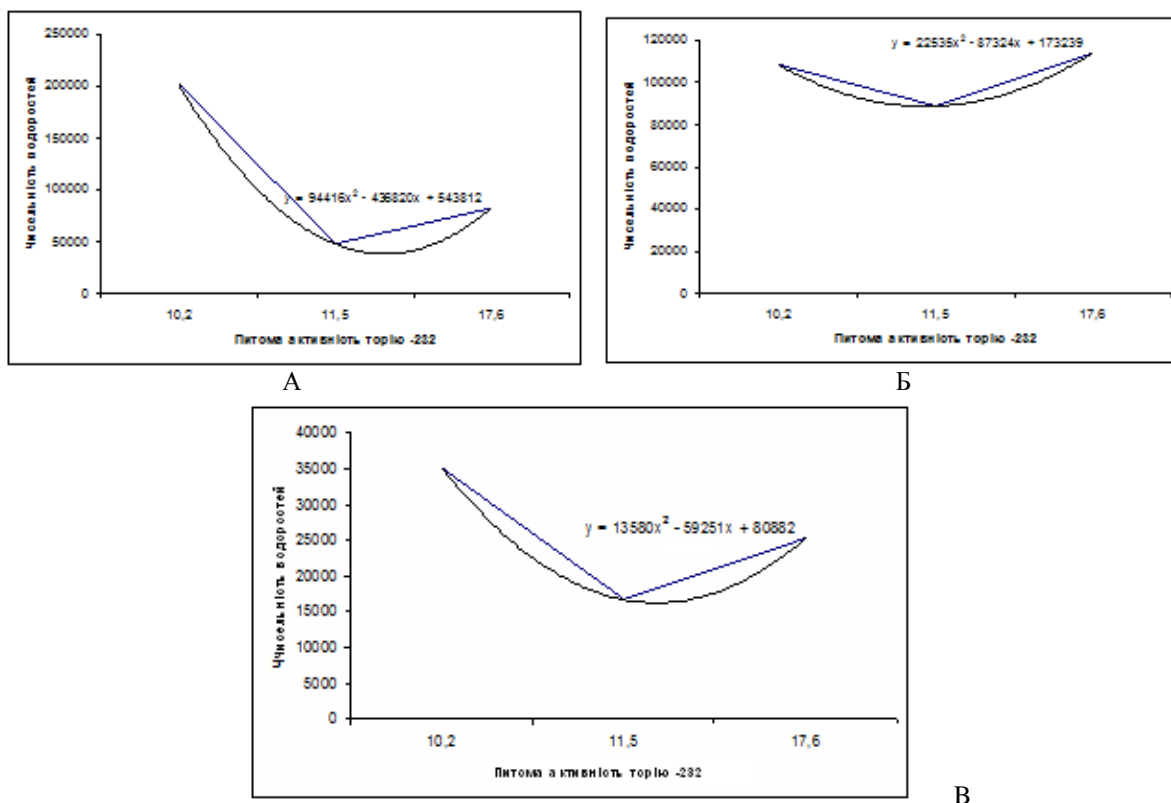 250000
200000
150000
100000
50000
0
Чисельність водоростей
y = 94416x² - 436820x + 543812
10,2 11,5 17,6
Питома активність торію -232
А
120000
100000
80000
60000
40000
20000
0
Чисельність водоростей
y = 22535x² - 87324x + 173239
10,2 11,5 17,6
Питома активність торію -232
Б
40000
35000
30000
25000
20000
15000
10000
5000
0
Ччисельність водоростей
y = 13580x² - 59251x + 80882
10,2 11,5 17,6
Питома активність торію -232
В